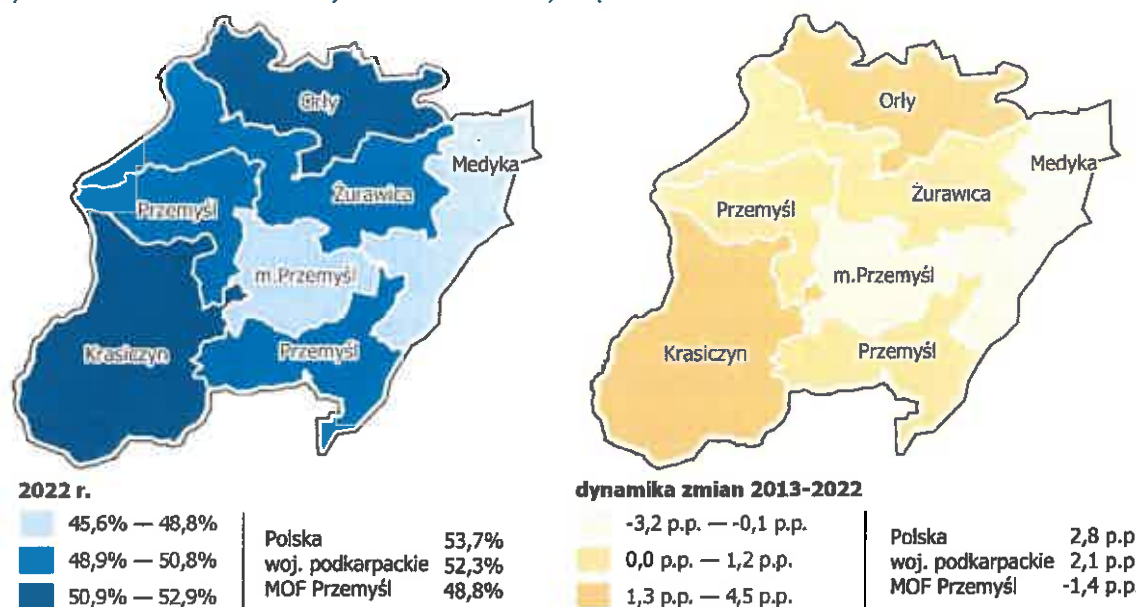 Orły
Medyka
Żurawica
Przemyśl
m.Przemyśl
Krasiczyn
Przemyśl
2022 r.
45,6% — 48,8%
48,9% — 50,8%
50,9% — 52,9%
Polska 53,7%
woj. podkarpackie 52,3%
MOF Przemyśl 48,8%
Orły
Medyka
Żurawica
Przemyśl
m.Przemyśl
Krasiczyn
Przemyśl
dynamika zmian 2013-2022
-3,2 p.p. — -0,1 p.p.
0,0 p.p. — 1,2 p.p.
1,3 p.p. — 4,5 p.p.
Polska 2,8 p.p
woj. podkarpackie 2,1 p.p
MOF Przemyśl -1,4 p.p.